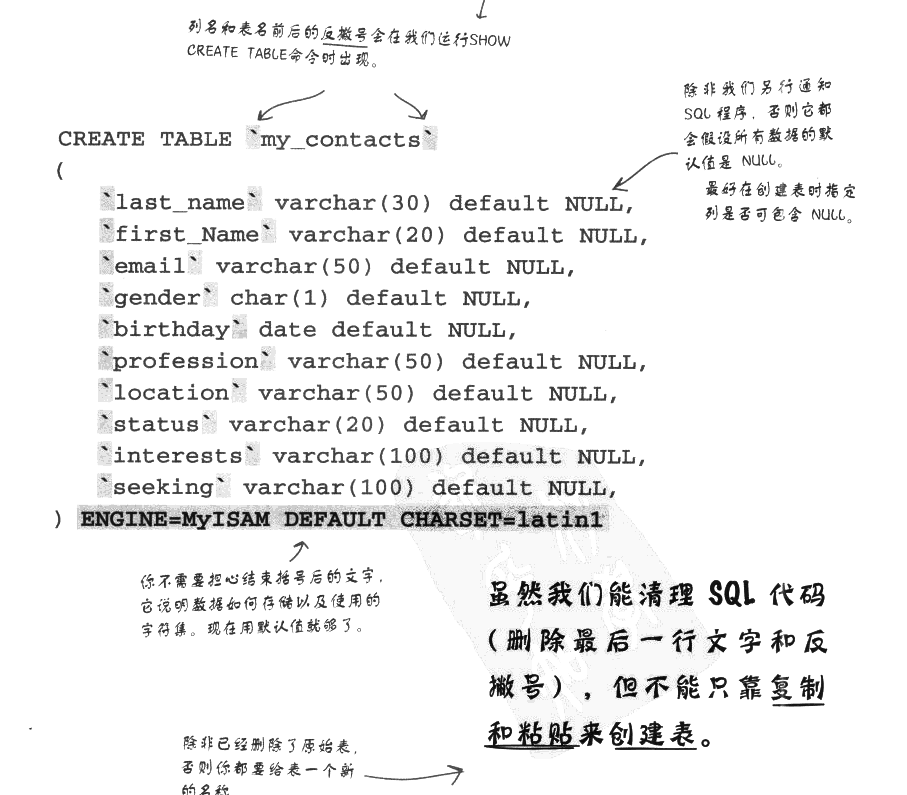 列名和表名前后的反撇号会在我们运行SHOW
CREATE TABLE命令时出现。
除非我们另行通知
SQL 程序，否则它都
会假设所有数据的默
认值是 NULL。
最好在创建表时指定
列是否可包含 NULL。
CREATE TABLE `my_contacts`
(
`last_name` varchar(30) default NULL,
`first_Name` varchar(20) default NULL,
`email` varchar(50) default NULL,
`gender` char(1) default NULL,
`birthday` date default NULL,
`profession` varchar(50) default NULL,
`location` varchar(50) default NULL,
`status` varchar(20) default NULL,
`interests` varchar(100) default NULL,
`seeking` varchar(100) default NULL,
) ENGINE=MyISAM DEFAULT CHARSET=latin1
你不需要担心结束括号后的文字，
它说明数据如何存储以及使用的
字符集。现在用默认值就够了。
虽然我们能清理 SQL 代码
（删除最后一行文字和反
撇号），但不能只靠复制
和粘贴来创建表。
除非已经删除了原始表，
否则你都要给表一个新
的名称